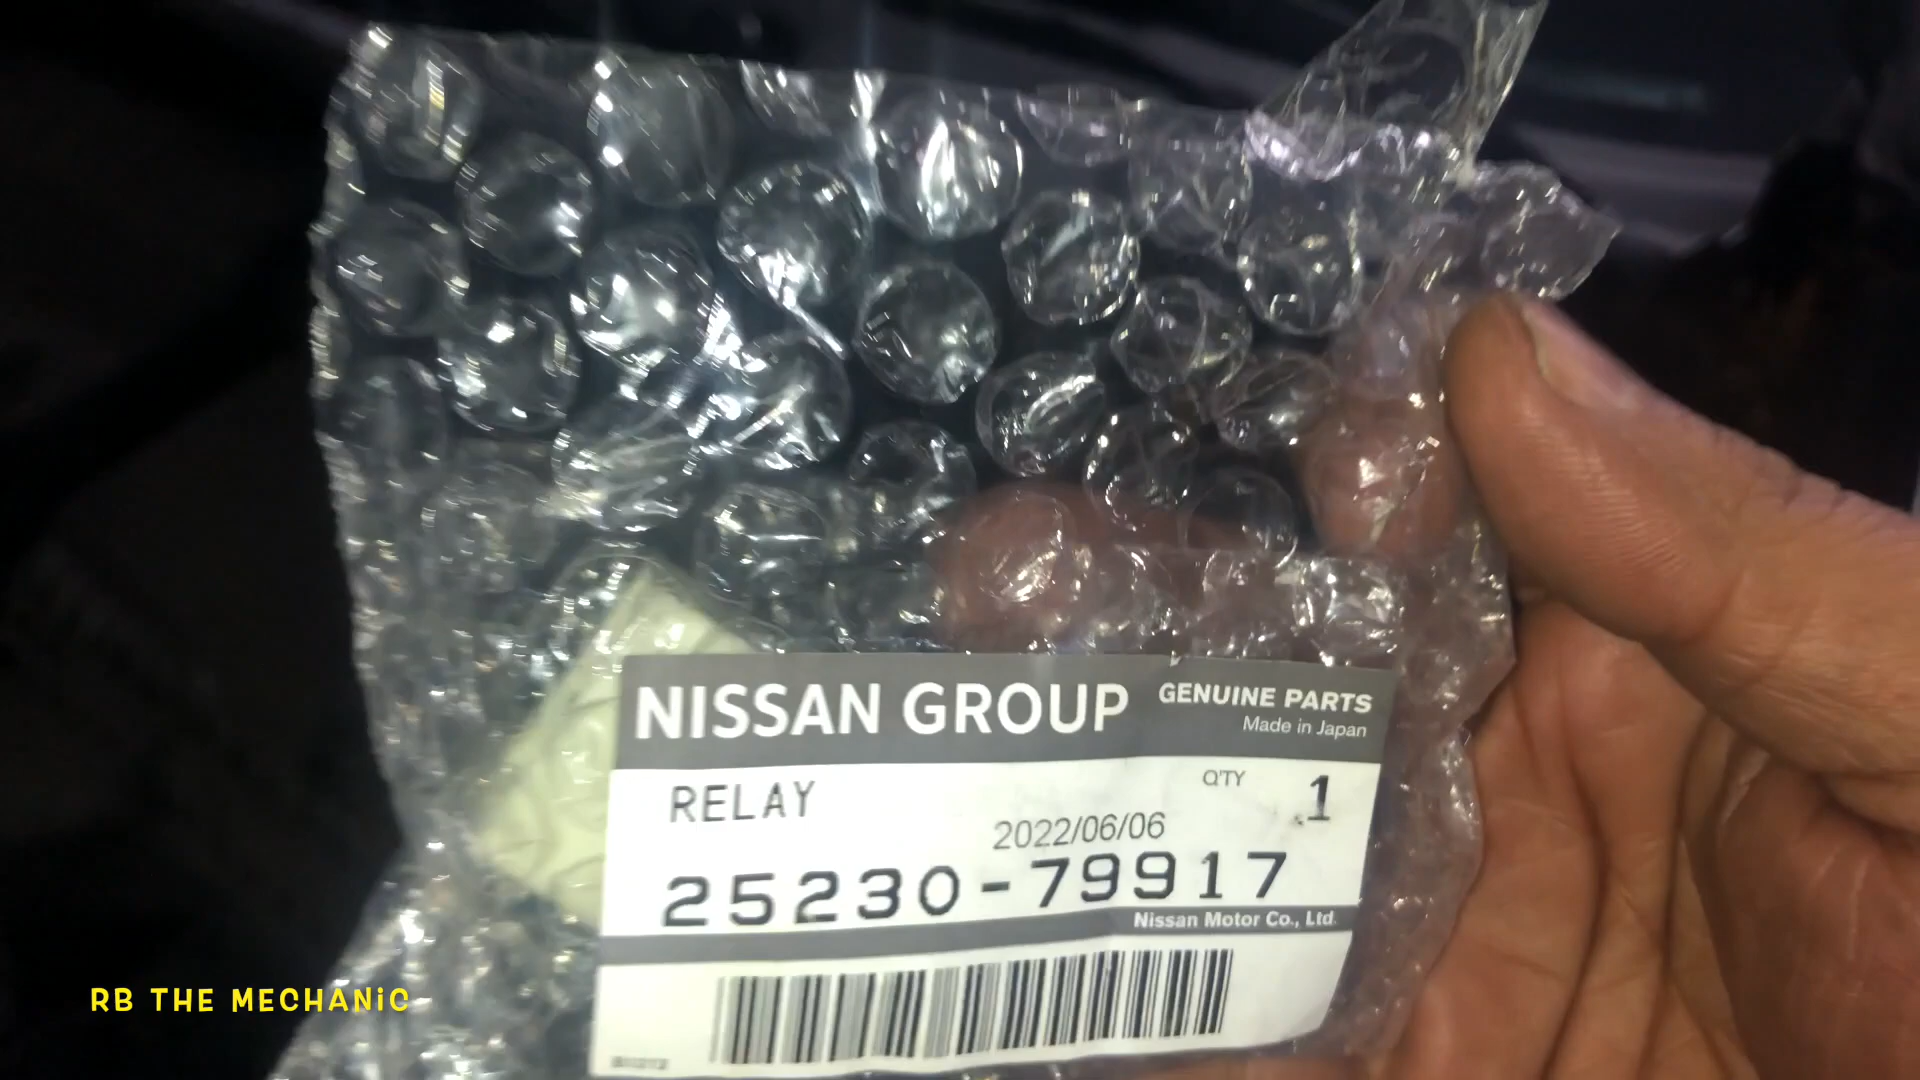 NISSAN GROUP GENUINE PARTS
Made in Japan
RELAY
Q'TY 1
2022/06/06
25230-79917
Nissan Motor Co., Ltd.
RB THE MECHANiC